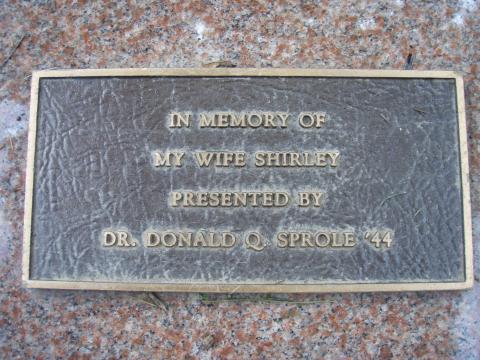 IN MEMORY OF
MY WIFE SHIRLEY
PRESENTED BY
DR. DONALD Q. SPROLE '44